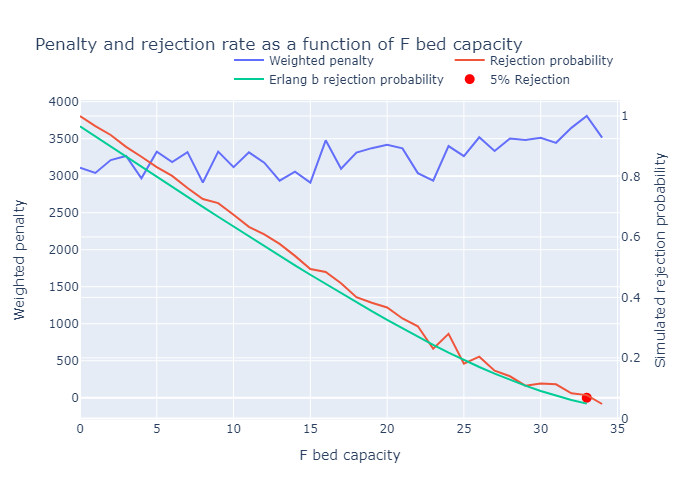 Penalty and rejection rate as a function of F bed capacity
Weighted penalty
Rejection probability
Erlang b rejection probability
5% Rejection
4000
3500
3000
2500
2000
1500
1000
500
0
Weighted penalty
1
0.8
0.6
0.4
0.2
0
Simulated rejection probability
0 5 10 15 20 25 30 35
F bed capacity